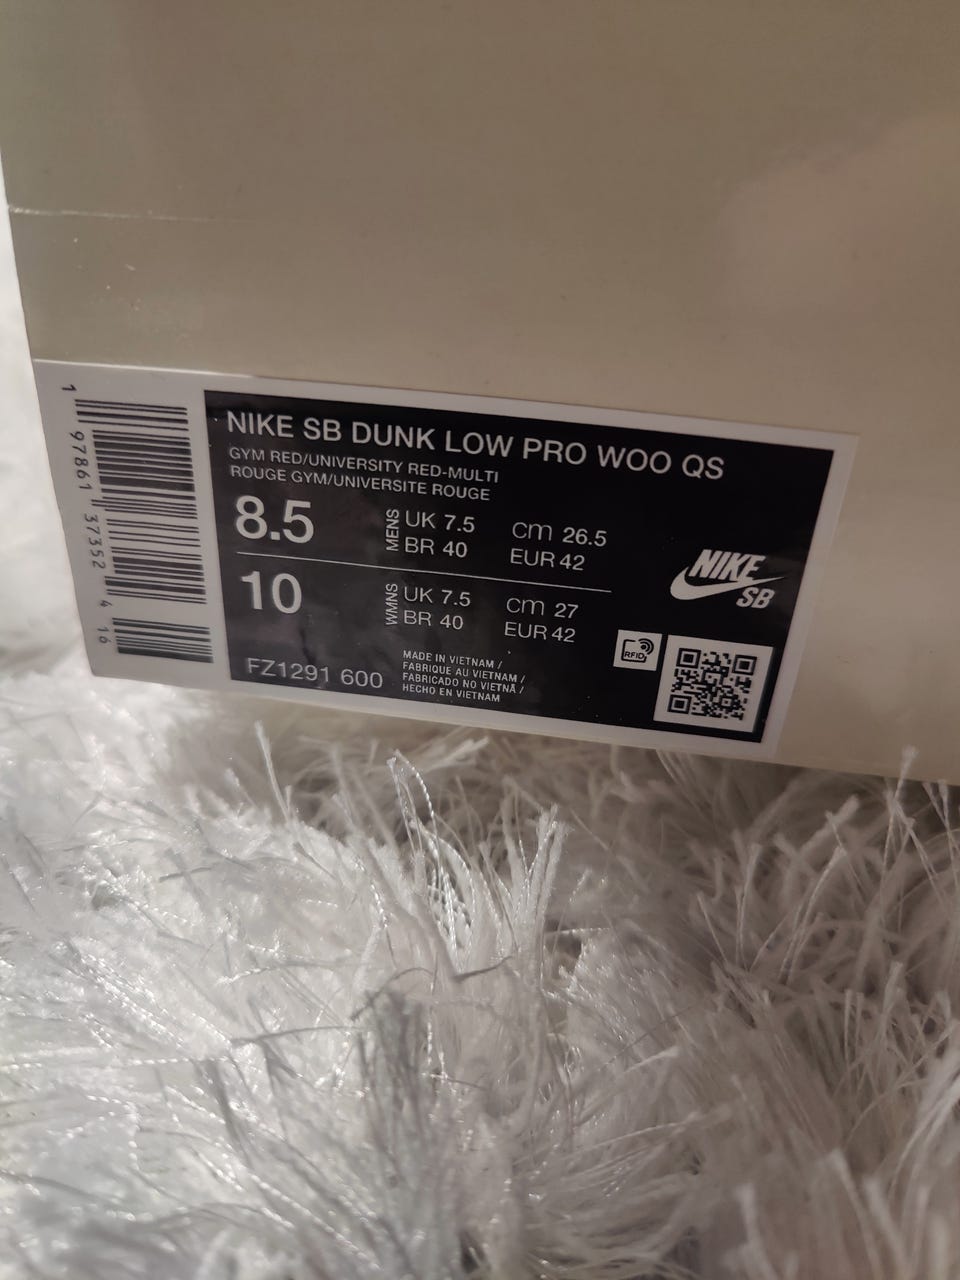 1 97861 37352 4 16
NIKE SB DUNK LOW PRO WOO QS
GYM RED/UNIVERSITY RED-MULTI
ROUGE GYM/UNIVERSITE ROUGE
8.5
MENS
UK 7.5
cm 26.5
BR 40
EUR 42
10
WMNS
UK 7.5
cm 27
BR 40
EUR 42
FZ1291 600
MADE IN VIETNAM /
FABRIQUE AU VIETNAM /
FABRICADO NO VIETNÃ /
HECHO EN VIETNAM
NIKE
SB
RFID